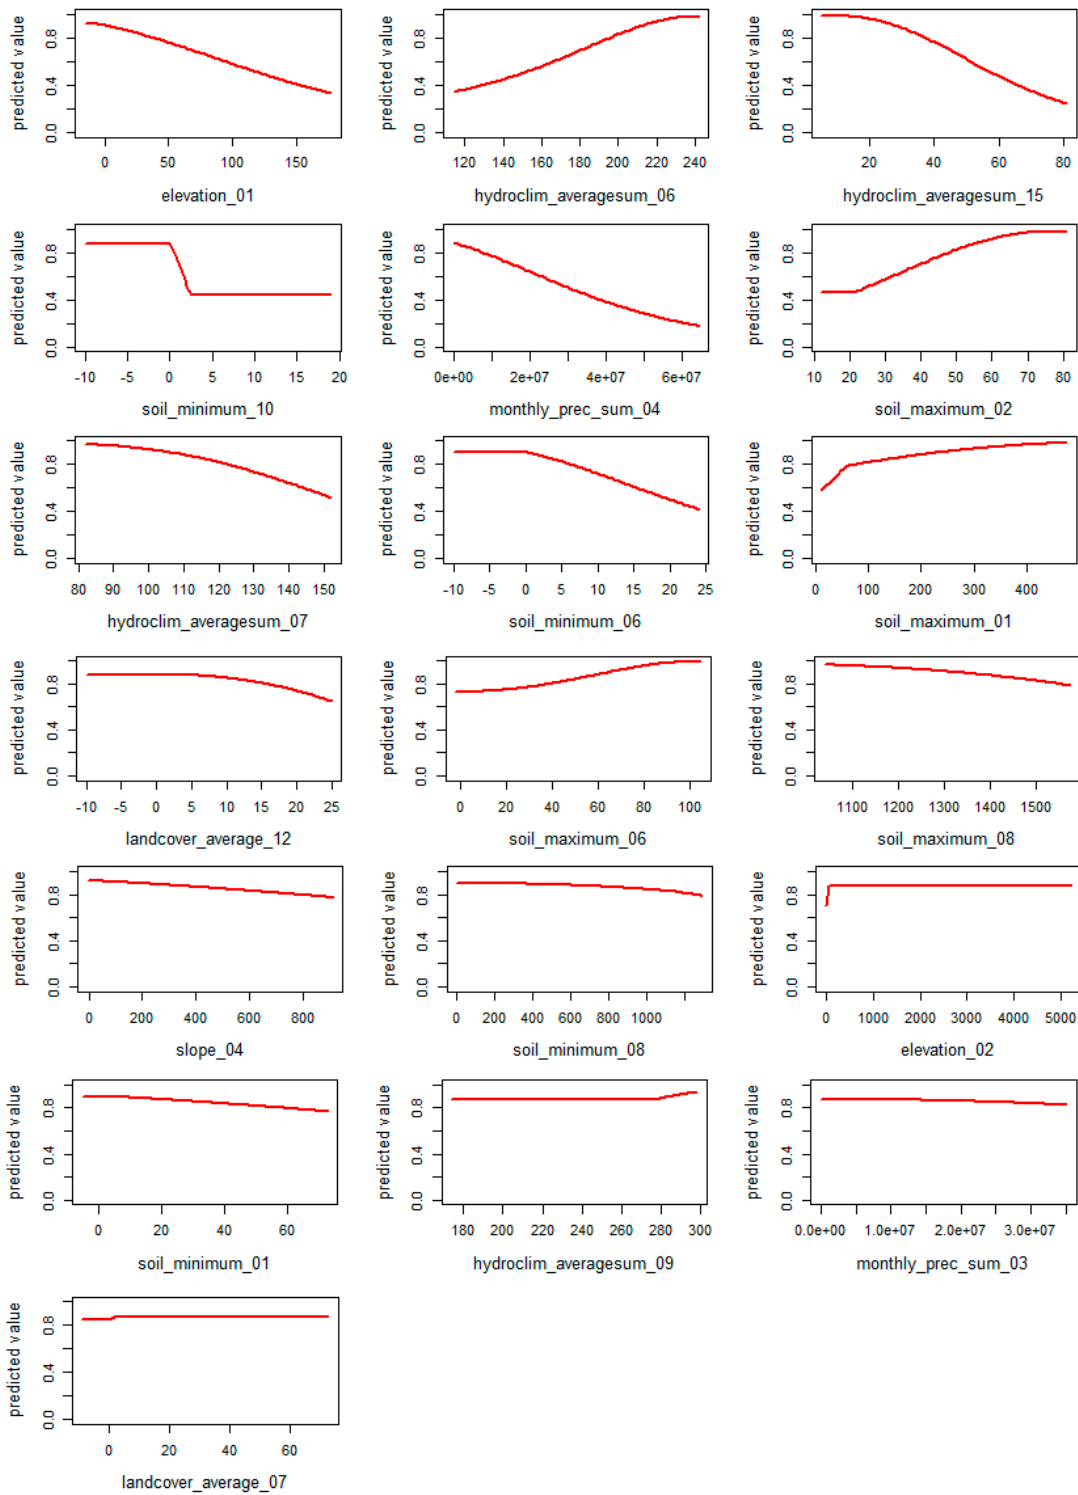 predicted value
0.0 0.4 0.8
0 50 100 150
elevation_01
predicted value
0.0 0.4 0.8
120 140 160 180 200 220 240
hydroclim_averagesum_06
predicted value
0.0 0.4 0.8
20 40 60 80
hydroclim_averagesum_15
predicted value
0.0 0.4 0.8
-10 -5 0 5 10 15 20
soil_minimum_10
predicted value
0.0 0.4 0.8
0e+00 2e+07 4e+07 6e+07
monthly_prec_sum_04
predicted value
0.0 0.4 0.8
10 20 30 40 50 60 70 80
soil_maximum_02
predicted value
0.0 0.4 0.8
80 90 100 110 120 130 140 150
hydroclim_averagesum_07
predicted value
0.0 0.4 0.8
-10 -5 0 5 10 15 20 25
soil_minimum_06
predicted value
0.0 0.4 0.8
0 100 200 300 400
soil_maximum_01
predicted value
0.0 0.4 0.8
-10 -5 0 5 10 15 20 25
landcover_average_12
predicted value
0.0 0.4 0.8
0 20 40 60 80 100
soil_maximum_06
predicted value
0.0 0.4 0.8
1100 1200 1300 1400 1500
soil_maximum_08
predicted value
0.0 0.4 0.8
0 200 400 600 800
slope_04
predicted value
0.0 0.4 0.8
0 200 400 600 800 1000
soil_minimum_08
predicted value
0.0 0.4 0.8
0 1000 2000 3000 4000 5000
elevation_02
predicted value
0.0 0.4 0.8
0 20 40 60
soil_minimum_01
predicted value
0.0 0.4 0.8
180 200 220 240 260 280 300
hydroclim_averagesum_09
predicted value
0.0 0.4 0.8
0.0e+00 1.0e+07 2.0e+07 3.0e+07
monthly_prec_sum_03
predicted value
0.0 0.4 0.8
0 20 40 60
landcover_average_07